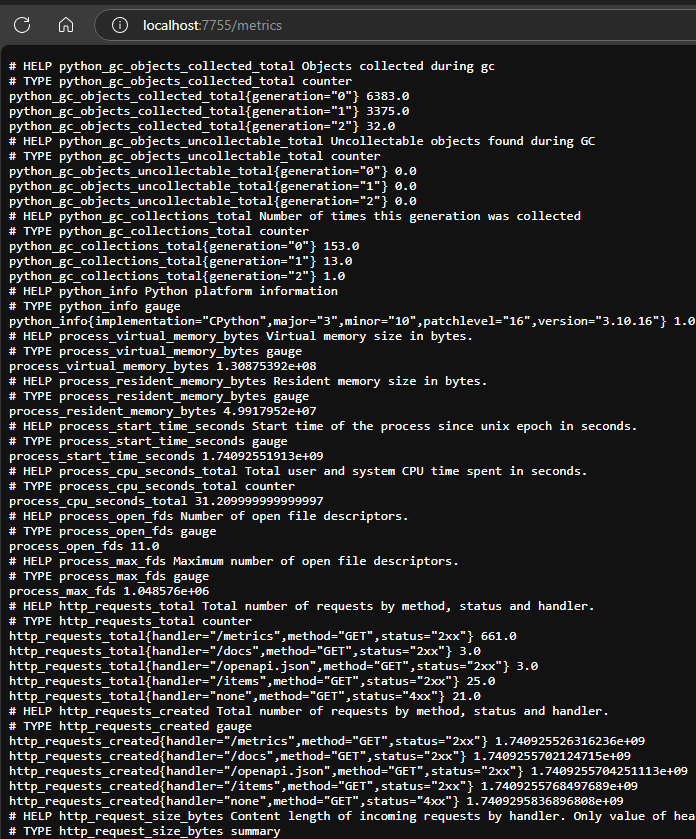 localhost:7755/metrics
# HELP python_gc_objects_collected_total Objects collected during gc
# TYPE python_gc_objects_collected_total counter
python_gc_objects_collected_total{generation="0"} 6383.0
python_gc_objects_collected_total{generation="1"} 3375.0
python_gc_objects_collected_total{generation="2"} 32.0
# HELP python_gc_objects_uncollectable_total Uncollectable objects found during GC
# TYPE python_gc_objects_uncollectable_total counter
python_gc_objects_uncollectable_total{generation="0"} 0.0
python_gc_objects_uncollectable_total{generation="1"} 0.0
python_gc_objects_uncollectable_total{generation="2"} 0.0
# HELP python_gc_collections_total Number of times this generation was collected
# TYPE python_gc_collections_total counter
python_gc_collections_total{generation="0"} 153.0
python_gc_collections_total{generation="1"} 13.0
python_gc_collections_total{generation="2"} 1.0
# HELP python_info Python platform information
# TYPE python_info gauge
python_info{implementation="CPython",major="3",minor="10",patchlevel="16",version="3.10.16"} 1.0
# HELP process_virtual_memory_bytes Virtual memory size in bytes.
# TYPE process_virtual_memory_bytes gauge
process_virtual_memory_bytes 1.30875392e+08
# HELP process_resident_memory_bytes Resident memory size in bytes.
# TYPE process_resident_memory_bytes gauge
process_resident_memory_bytes 4.9917952e+07
# HELP process_start_time_seconds Start time of the process since unix epoch in seconds.
# TYPE process_start_time_seconds gauge
process_start_time_seconds 1.74092551913e+09
# HELP process_cpu_seconds_total Total user and system CPU time spent in seconds.
# TYPE process_cpu_seconds_total counter
process_cpu_seconds_total 31.209999999999997
# HELP process_open_fds Number of open file descriptors.
# TYPE process_open_fds gauge
process_open_fds 11.0
# HELP process_max_fds Maximum number of open file descriptors.
# TYPE process_max_fds gauge
process_max_fds 1.048576e+06
# HELP http_requests_total Total number of requests by method, status and handler.
# TYPE http_requests_total counter
http_requests_total{handler="/metrics",method="GET",status="2xx"} 661.0
http_requests_total{handler="/docs",method="GET",status="2xx"} 3.0
http_requests_total{handler="/openapi.json",method="GET",status="2xx"} 3.0
http_requests_total{handler="/items",method="GET",status="2xx"} 25.0
http_requests_total{handler="none",method="GET",status="4xx"} 21.0
# HELP http_requests_created Total number of requests by method, status and handler.
# TYPE http_requests_created gauge
http_requests_created{handler="/metrics",method="GET",status="2xx"} 1.740925526316236e+09
http_requests_created{handler="/docs",method="GET",status="2xx"} 1.7409255702124715e+09
http_requests_created{handler="/openapi.json",method="GET",status="2xx"} 1.7409255704251113e+09
http_requests_created{handler="/items",method="GET",status="2xx"} 1.7409255768497689e+09
http_requests_created{handler="none",method="GET",status="4xx"} 1.7409295836896808e+09
# HELP http_request_size_bytes Content length of incoming requests by handler. Only value of hea
# TYPE http_request_size_bytes summary